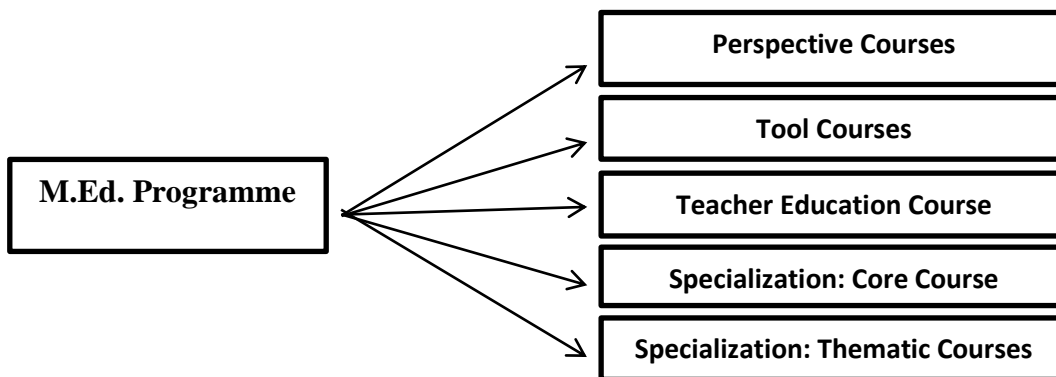 Perspective Courses
Tool Courses
M.Ed. Programme
Teacher Education Course
Specialization: Core Course
Specialization: Thematic Courses